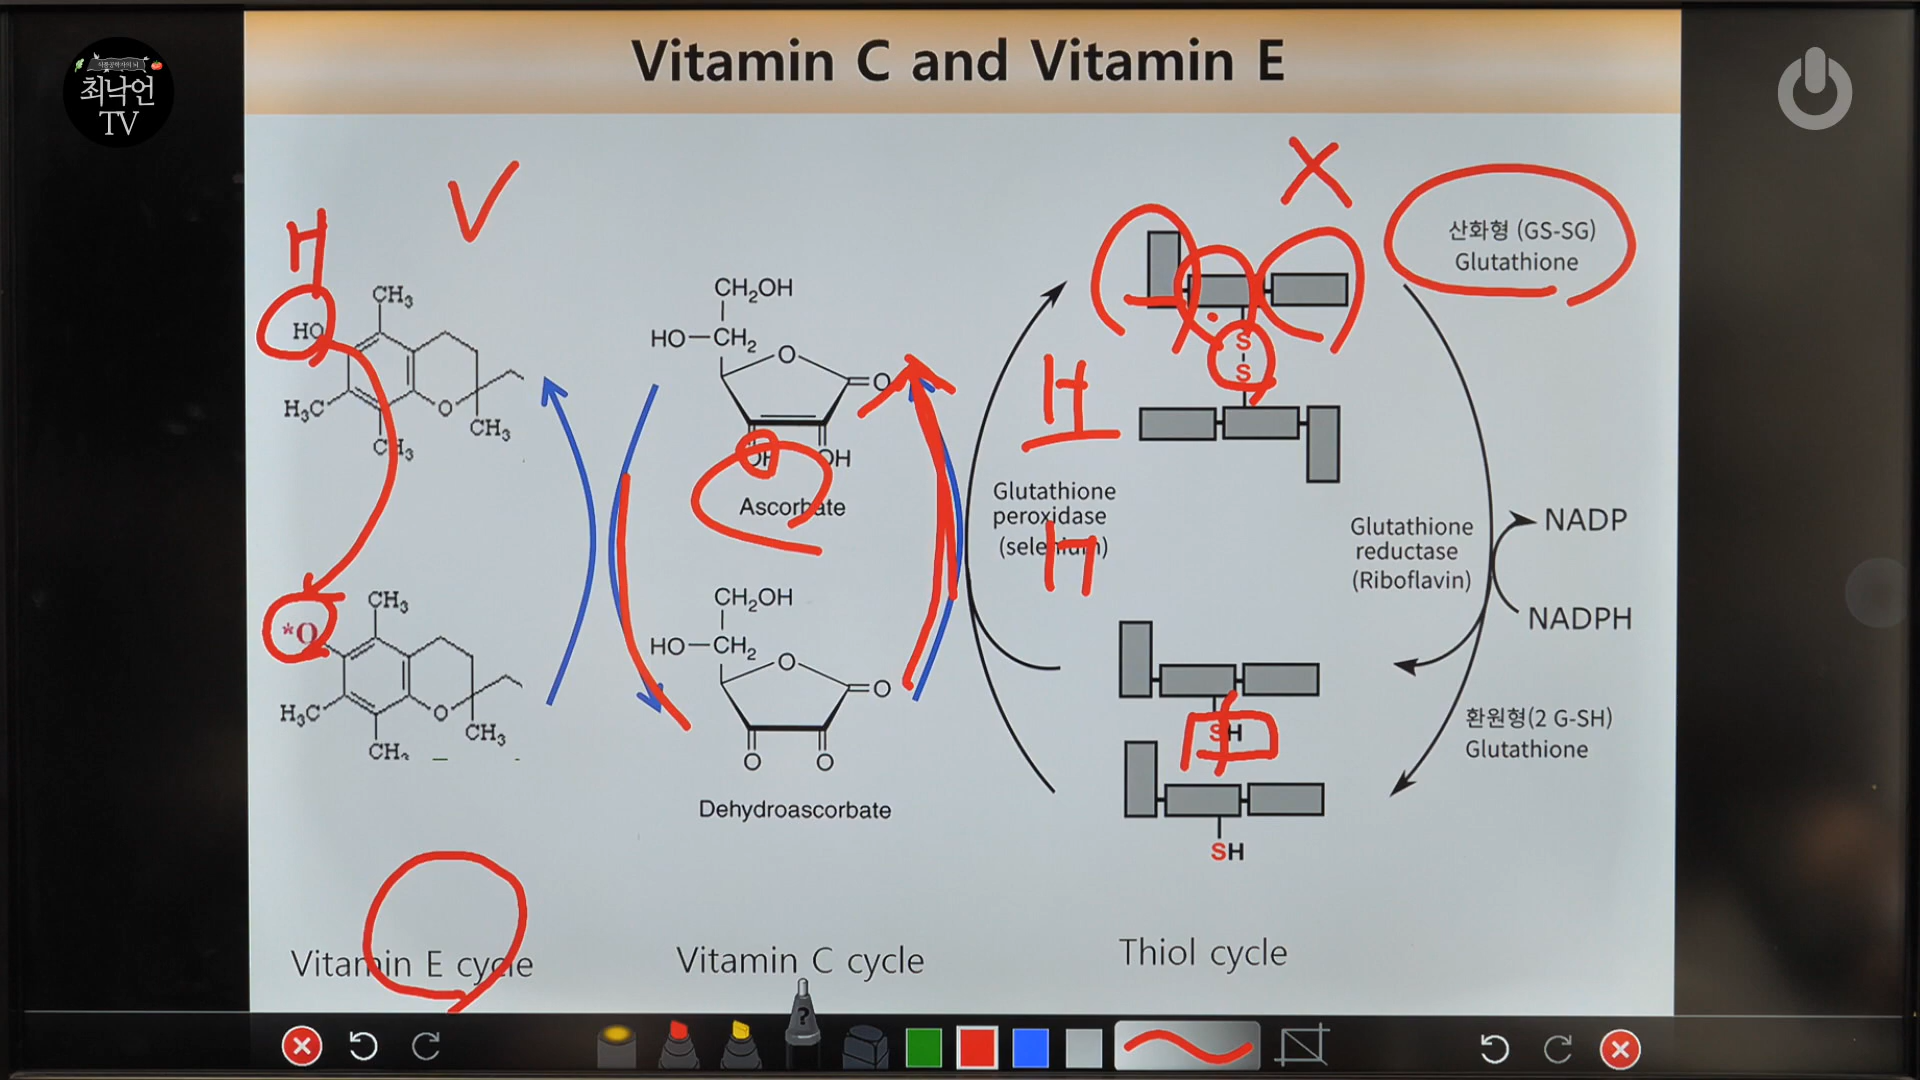 최낙언
TV
Vitamin C and Vitamin E
V
H
X
산화형 (GS-SG)
Glutathione
CH₃
HO
H₃C
O
CH₃
CH₃
CH₂OH
HO–CH₂
O
O
OH
OH
Ascorbate
S
S
H
Glutathione
peroxidase
(selenium)
H
Glutathione
reductase
(Riboflavin)
NADP
NADPH
*O
CH₃
H₃C
O
CH₃
CH₂OH
HO–CH₂
O
O
O
O
Dehydroascorbate
SH
SH
환원형(2 G-SH)
Glutathione
Vitamin E cycle
Vitamin C cycle
Thiol cycle
?